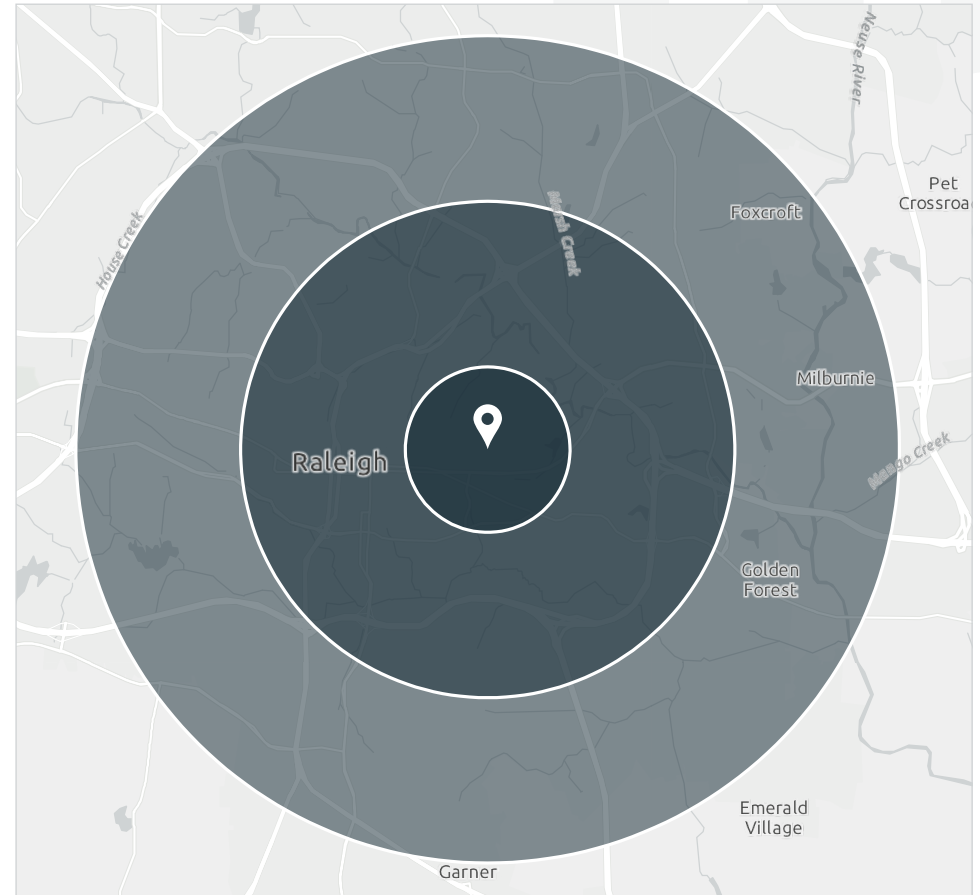 Neuse River
Pet
Crossroa
Foxcroft
Marsh Creek
House Creek
Milburnie
Raleigh
Mango Creek
Golden
Forest
Emerald
Village
Garner